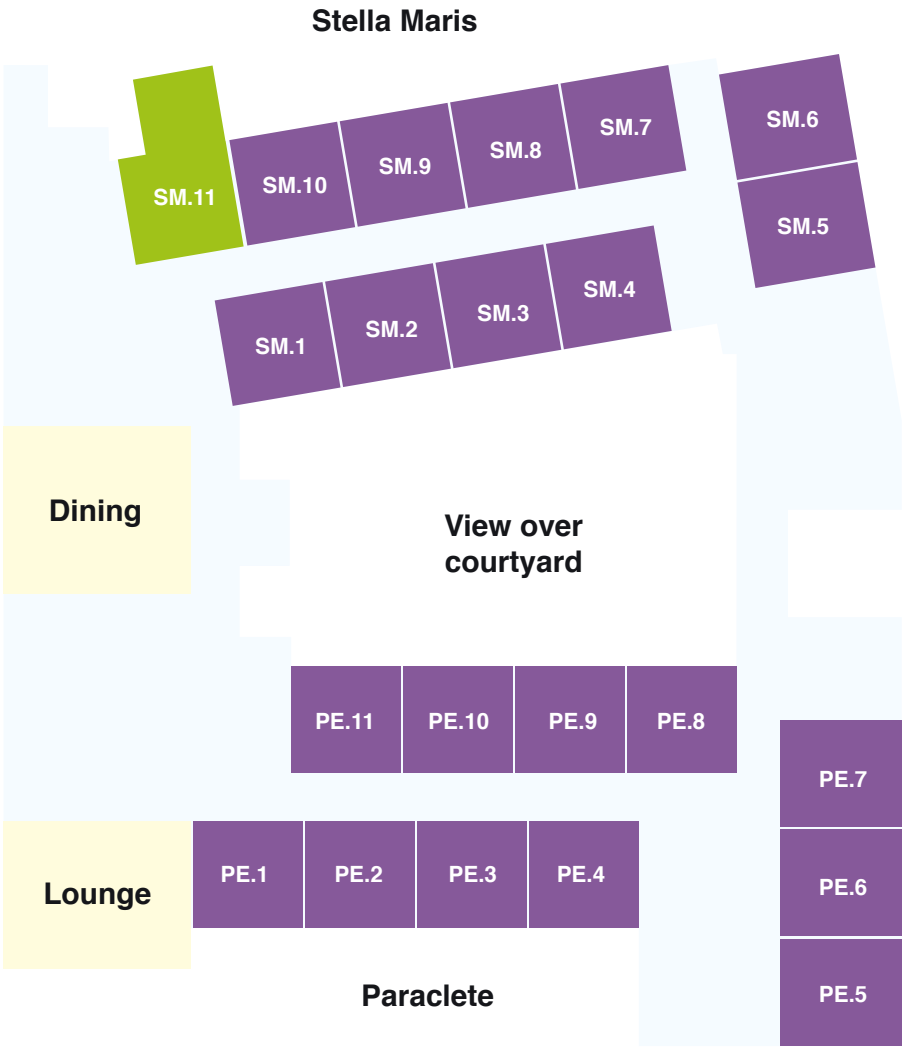 Stella Maris
SM.6
SM.7
SM.8
SM.9
SM.10
SM.11
SM.5
SM.4
SM.3
SM.2
SM.1
Dining
View over
courtyard
PE.11
PE.10
PE.9
PE.8
PE.7
Lounge
PE.1
PE.2
PE.3
PE.4
PE.6
Paraclete
PE.5